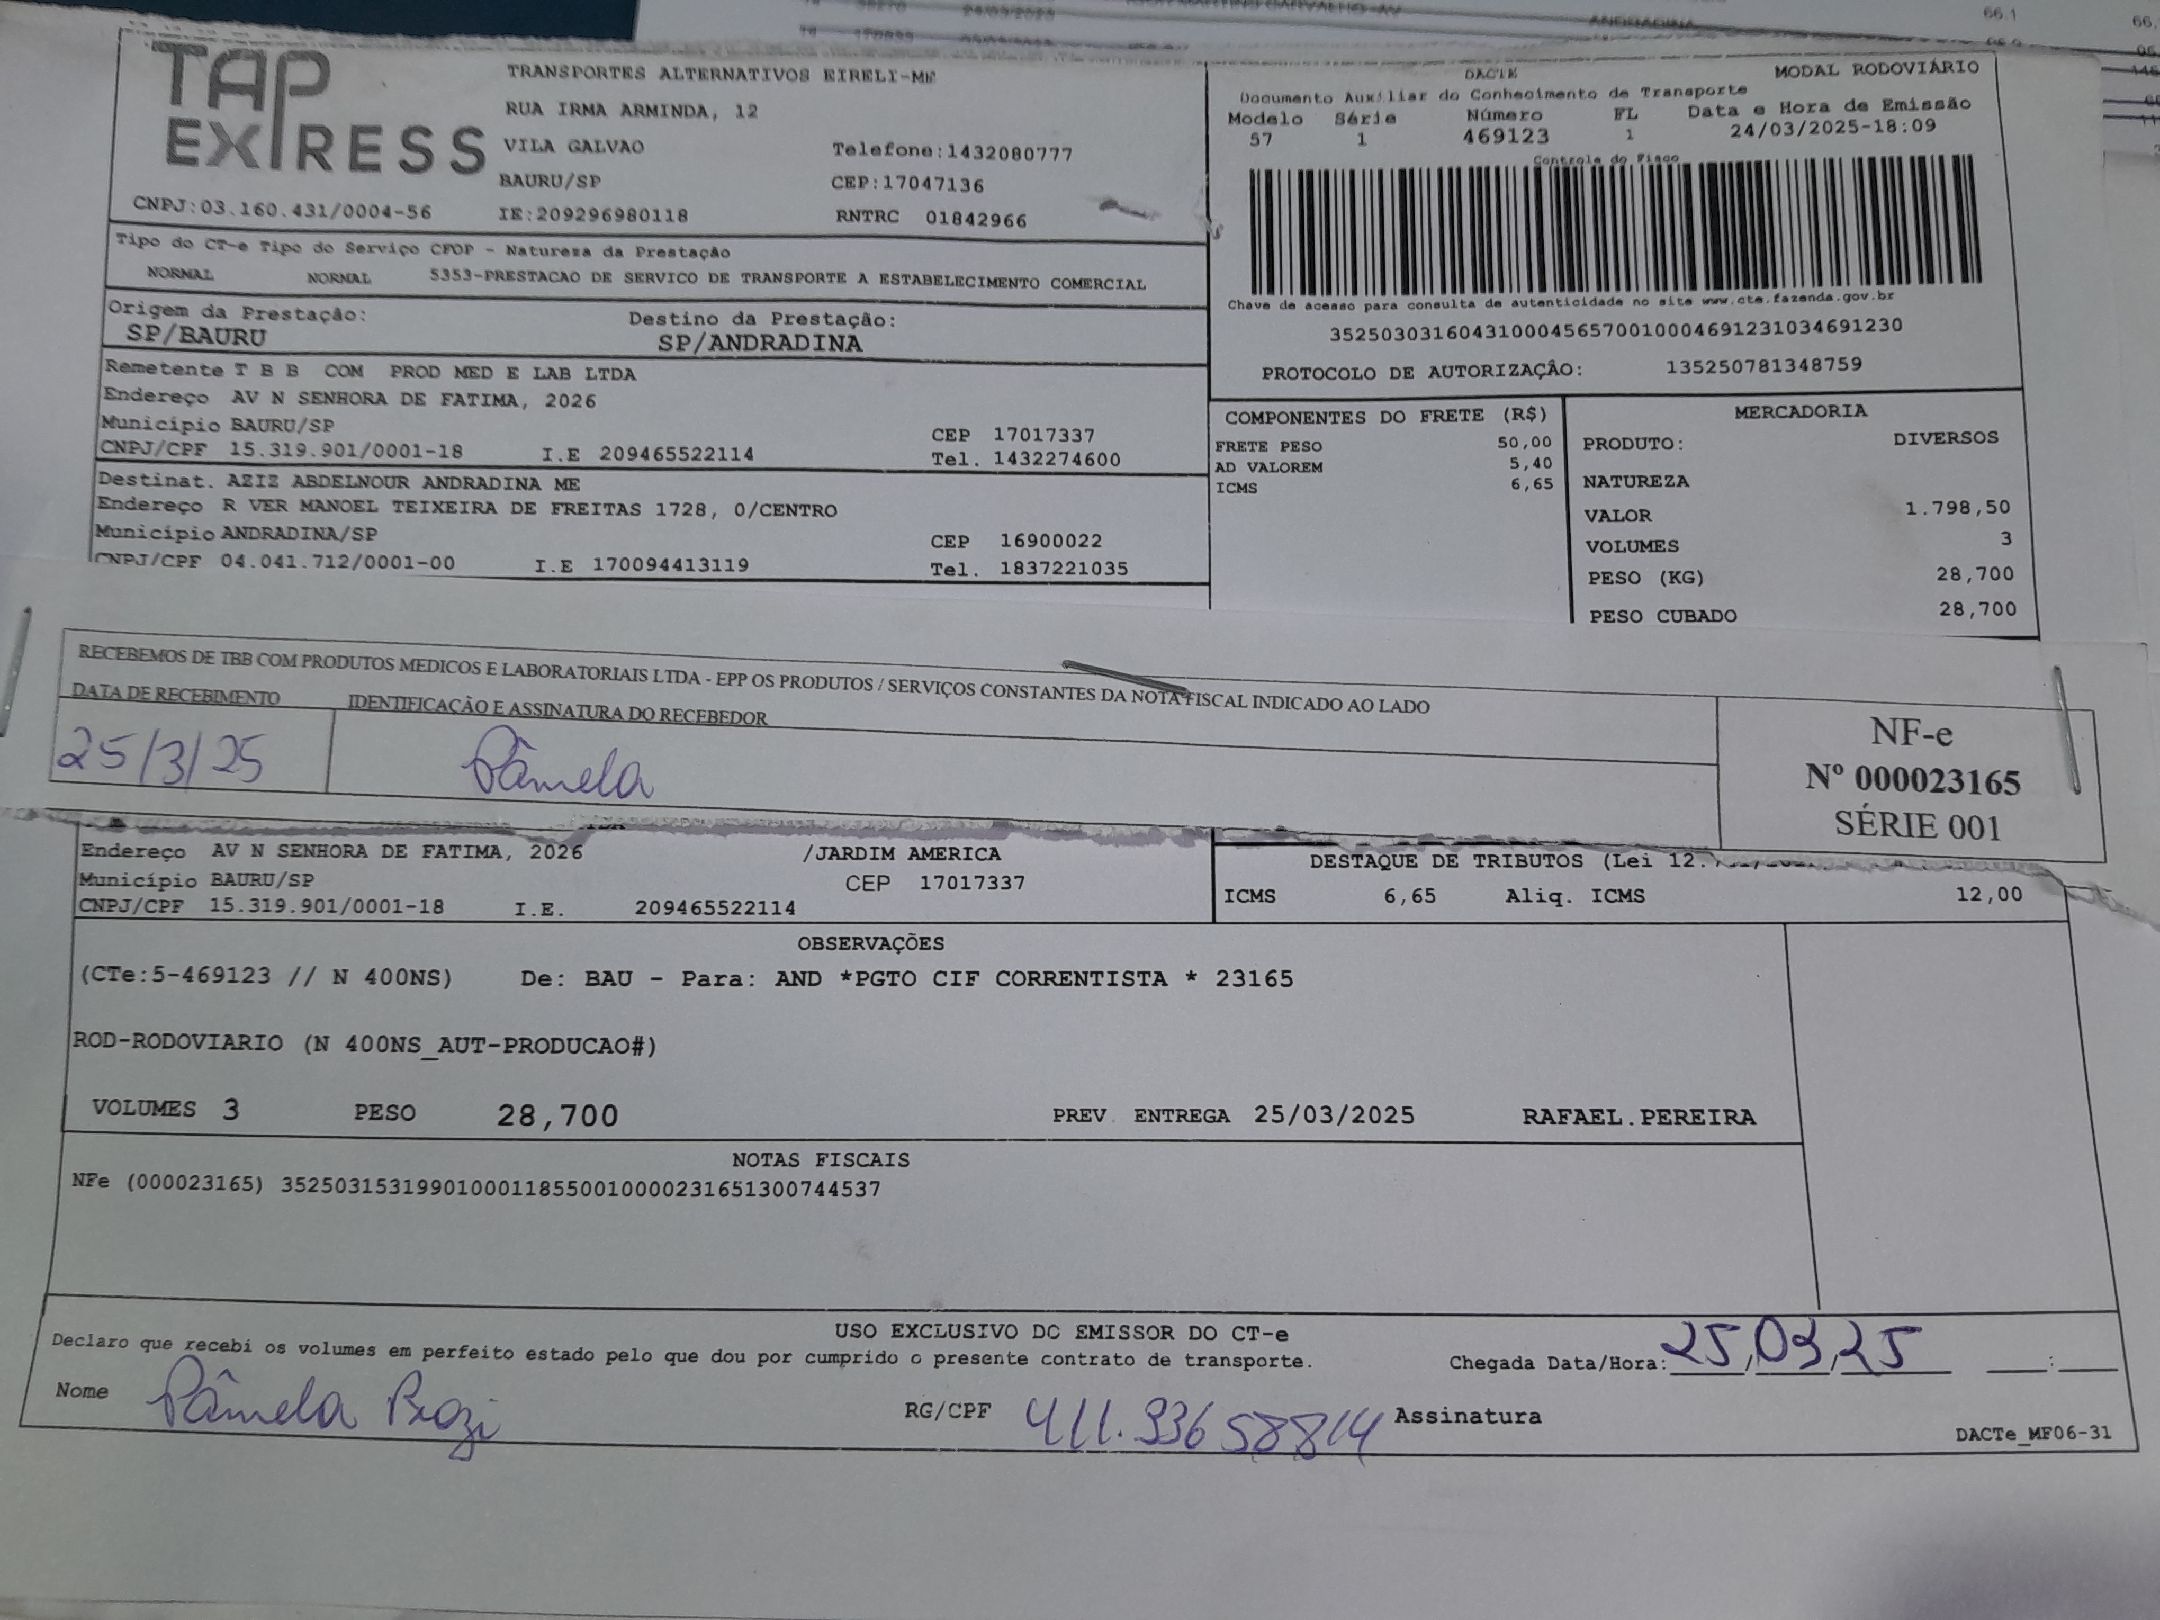 TAP
EXPRESS
TRANSPORTES ALTERNATIVOS EIRELI-ME
RUA IRMA ARMINDA, 12
VILA GALVAO Telefone:1432080777
BAURU/SP CEP:17047136
CNPJ:03.160.431/0004-56 IE:209296980118 RNTRC 01842966
DACTE MODAL RODOVIÁRIO
Documento Auxiliar do Conhecimento de Transporte
Modelo Série Número FL Data e Hora de Emissão
57 1 469123 1 24/03/2025-18:09
Controle do Fisco
Chave de acesso para consulta de autenticidade no site www.cte.fazenda.gov.br
35250303160431000456570010004691231034691230
PROTOCOLO DE AUTORIZAÇÂO: 135250781348759
Tipo do CT-e Tipo do Serviço CFOP - Natureza da Prestação
NORMAL NORMAL 5353-PRESTACAO DE SERVICO DE TRANSPORTE A ESTABELECIMENTO COMERCIAL
Origem da Prestação: Destino da Prestação:
SP/BAURU SP/ANDRADINA
Remetente T B B COM PROD MED E LAB LTDA
Endereço AV N SENHORA DE FATIMA, 2026
Município BAURU/SP CEP 17017337
CNPJ/CPF 15.319.901/0001-18 I.E 209465522114 Tel. 1432274600
Destinat. AZIZ ABDELNOUR ANDRADINA ME
Endereço R VER MANOEL TEIXEIRA DE FREITAS 1728, 0/CENTRO
Município ANDRADINA/SP CEP 16900022
CNPJ/CPF 04.041.712/0001-00 I.E 170094413119 Tel. 1837221035
COMPONENTES DO FRETE (R$)
FRETE PESO 50,00
AD VALOREM 5,40
ICMS 6,65
MERCADORIA
PRODUTO: DIVERSOS
NATUREZA
VALOR 1.798,50
VOLUMES 3
PESO (KG) 28,700
PESO CUBADO 28,700
RECEBEMOS DE TBB COM PRODUTOS MEDICOS E LABORATORIAIS LTDA - EPP OS PRODUTOS / SERVIÇOS CONSTANTES DA NOTA FISCAL INDICADO AO LADO
DATA DE RECEBIMENTO IDENTIFICAÇÃO E ASSINATURA DO RECEBEDOR
25/3/25 Pâmela
NF-e
Nº 000023165
SÉRIE 001
Endereço AV N SENHORA DE FATIMA, 2026 /JARDIM AMERICA
Município BAURU/SP CEP 17017337
CNPJ/CPF 15.319.901/0001-18 I.E. 209465522114
DESTAQUE DE TRIBUTOS (Lei 12.
ICMS 6,65 Aliq. ICMS 12,00
OBSERVAÇÕES
(CTe:5-469123 // N 400NS) De: BAU - Para: AND *PGTO CIF CORRENTISTA * 23165
ROD-RODOVIARIO (N 400NS_AUT-PRODUCAO#)
VOLUMES 3 PESO 28,700 PREV. ENTREGA 25/03/2025 RAFAEL.PEREIRA
NOTAS FISCAIS
NFe (000023165) 35250315319901000118550010000231651300744537
USO EXCLUSIVO DO EMISSOR DO CT-e
Declaro que recebi os volumes em perfeito estado pelo que dou por cumprido o presente contrato de transporte. Chegada Data/Hora: 25/03/25 :
Nome Pâmela RG/CPF 411.336 588 14 Assinatura
DACTe_MF06-31